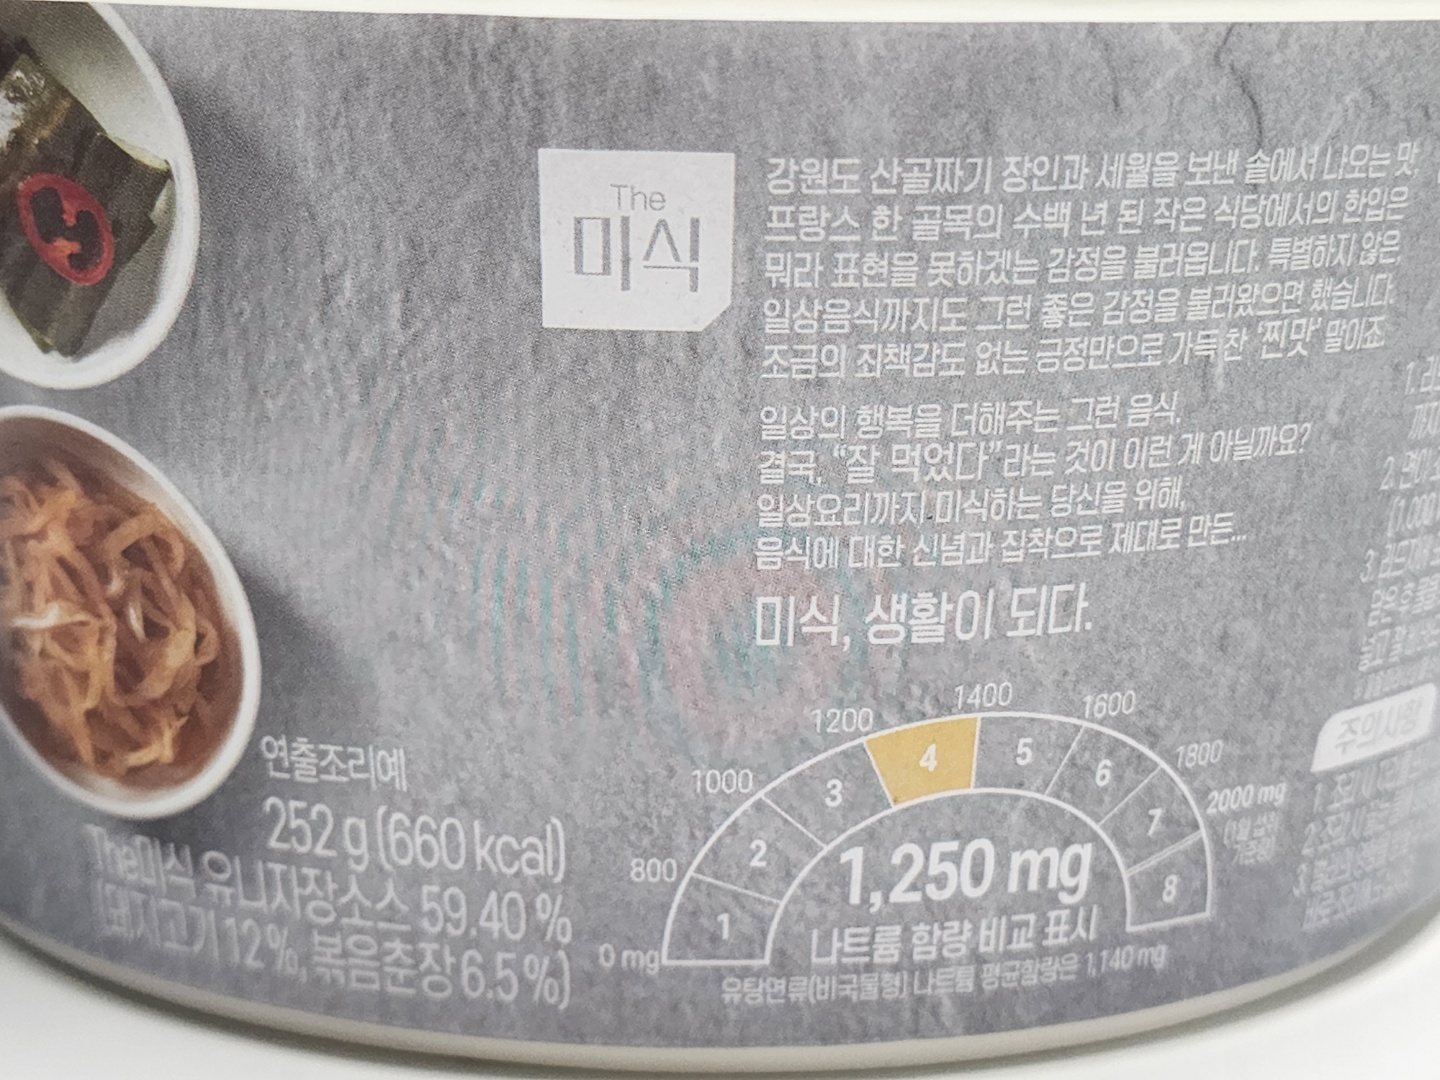 The
미식
강원도 산골짜기 장인과 세월을 보낸 솥에서 나오는 맛,
프랑스 한 골목의 수백 년 된 작은 식당에서의 한입은
뭐라 표현을 못하겠는 감정을 불러옵니다. 특별하지 않은,
일상음식까지도 그런 좋은 감정을 불러왔으면 했습니다.
조금의 죄책감도 없는 긍정만으로 가득 찬 '찐 맛' 말이죠.
일상의 행복을 더해주는 그런 음식.
결국, "잘 먹었다"라는 것이 이런 게 아닐까요?
일상요리까지 미식하는 당신을 위해,
음식에 대한 신념과 집착으로 제대로 만든...
미식, 생활이 되다.
연출조리예
252 g (660 kcal)
The미식 유니자장소스 59.40 %
(돼지고기 12 %, 볶음춘장 6.5 %)
0 mg
800
1000
1200
1400
1600
1800
2000 mg
1
2
3
4
5
6
7
8
1,250 mg
나트륨 함량 비교 표시
유탕면류(비국물형) 나트륨 평균함량은 1,140 mg
주의사항